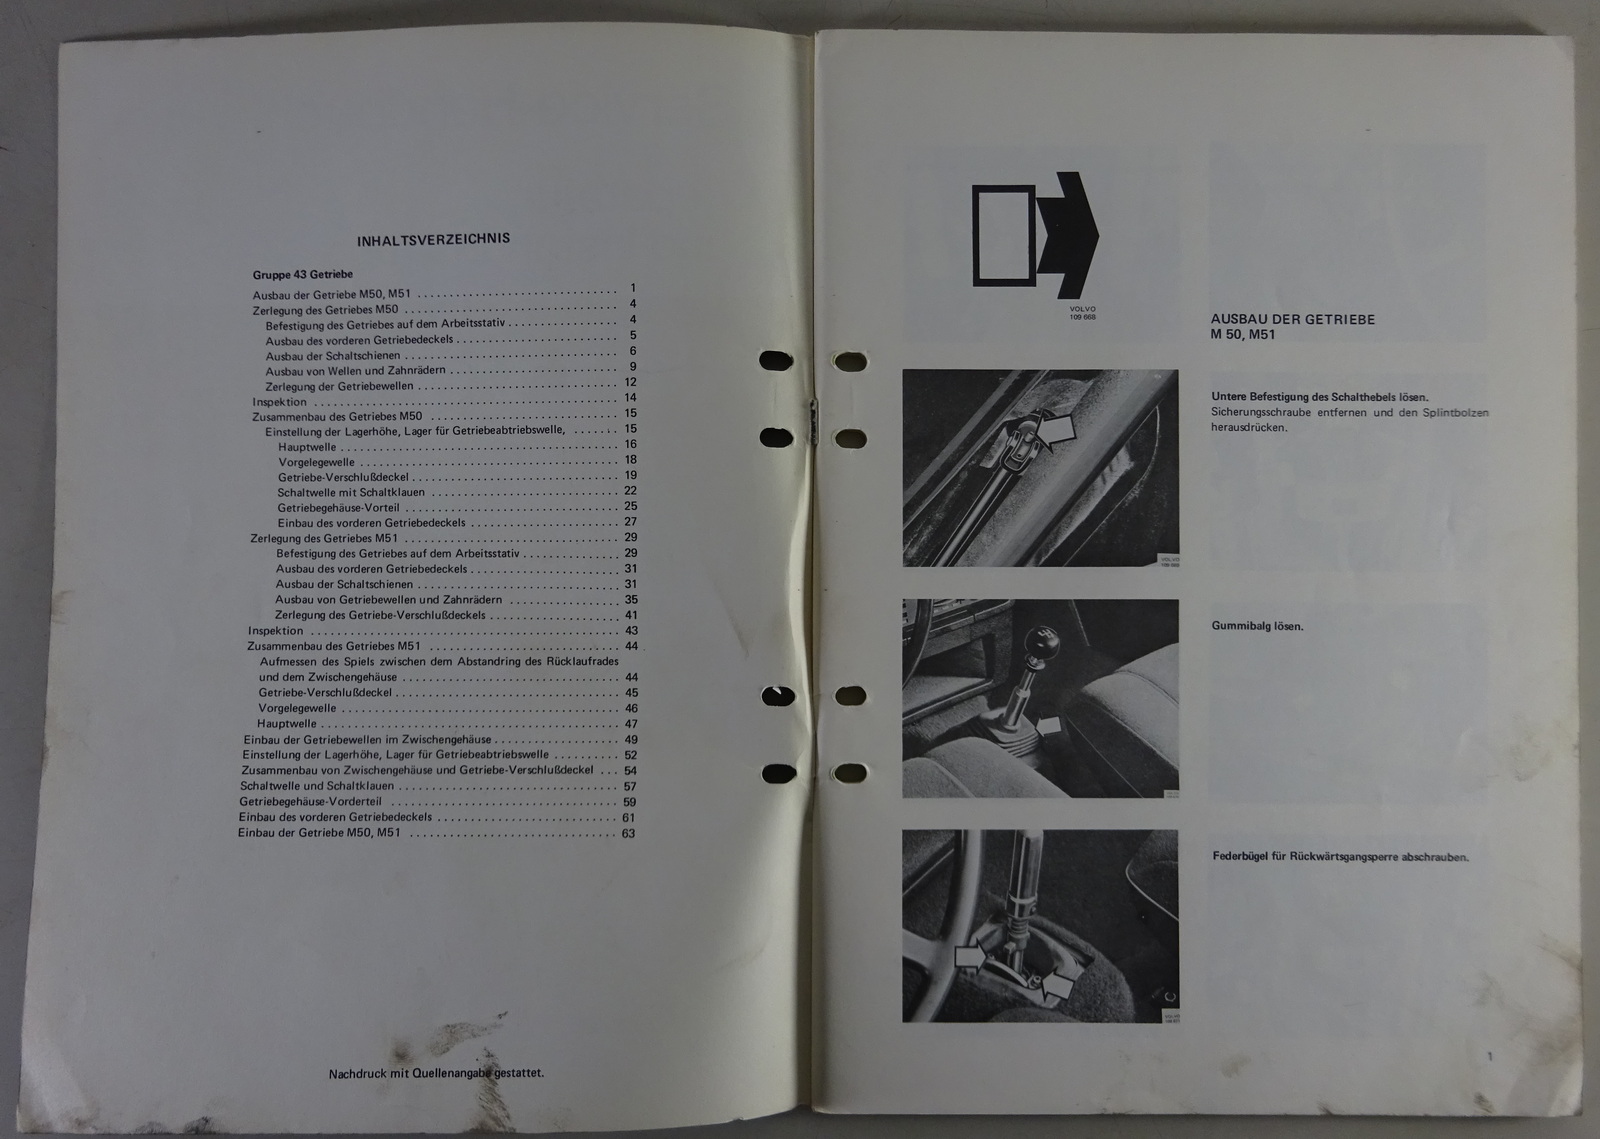 INHALTSVERZEICHNIS
Gruppe 43 Getriebe
Ausbau der Getriebe M50, M51 . . . . . . . . . . 1
Zerlegung des Getriebes M50 . . . . . . . . . . 4
Befestigung des Getriebes auf dem Arbeitsstativ . . . . . . . . . . 4
Ausbau des vorderen Getriebedeckels . . . . . . . . . . 5
Ausbau der Schaltschienen . . . . . . . . . . 6
Ausbau von Wellen und Zahnrädern . . . . . . . . . . 9
Zerlegung der Getriebewellen . . . . . . . . . . 12
Inspektion . . . . . . . . . . 14
Zusammenbau des Getriebes M50 . . . . . . . . . . 15
Einstellung der Lagerhöhe, Lager für Getriebeabtriebswelle, . . . . . . . 15
Hauptwelle . . . . . . . . . . 16
Vorgelegewelle . . . . . . . . . . 18
Getriebe-Verschlußdeckel . . . . . . . . . . 19
Schaltwelle mit Schaltklauen . . . . . . . . . . 22
Getriebegehäuse-Vorteil . . . . . . . . . . 25
Einbau des vorderen Getriebedeckels . . . . . . . . . . 27
Zerlegung des Getriebes M51 . . . . . . . . . . 29
Befestigung des Getriebes auf dem Arbeitsstativ . . . . . . . . . . 29
Ausbau des vorderen Getriebedeckels . . . . . . . . . . 31
Ausbau der Schaltschienen . . . . . . . . . . 31
Ausbau von Getriebewellen und Zahnrädern . . . . . . . . . . 35
Zerlegung des Getriebe-Verschlußdeckels . . . . . . . . . . 41
Inspektion . . . . . . . . . . 43
Zusammenbau des Getriebes M51 . . . . . . . . . . 44
Aufmessen des Spiels zwischen dem Abstandring des Rücklaufrades
und dem Zwischengehäuse . . . . . . . . . . 44
Getriebe-Verschlußdeckel . . . . . . . . . . 45
Vorgelegewelle . . . . . . . . . . 46
Hauptwelle . . . . . . . . . . 47
Einbau der Getriebewellen im Zwischengehäuse . . . . . . . . . . 49
Einstellung der Lagerhöhe, Lager für Getriebeabtriebswelle . . . . . . . . . . 52
Zusammenbau von Zwischengehäuse und Getriebe-Verschlußdeckel . . . 54
Schaltwelle und Schaltklauen . . . . . . . . . . 57
Getriebegehäuse-Vorderteil . . . . . . . . . . 59
Einbau des vorderen Getriebedeckels . . . . . . . . . . 61
Einbau der Getriebe M50, M51 . . . . . . . . . . 63
Nachdruck mit Quellenangabe gestattet.
VOLVO
109 668
AUSBAU DER GETRIEBE
M 50, M51
Untere Befestigung des Schalthebels lösen.
Sicherungsschraube entfernen und den Splintbolzen
herausdrücken.
VOLVO
Gummibalg lösen.
Federbügel für Rückwärtsgangsperre abschrauben.
1